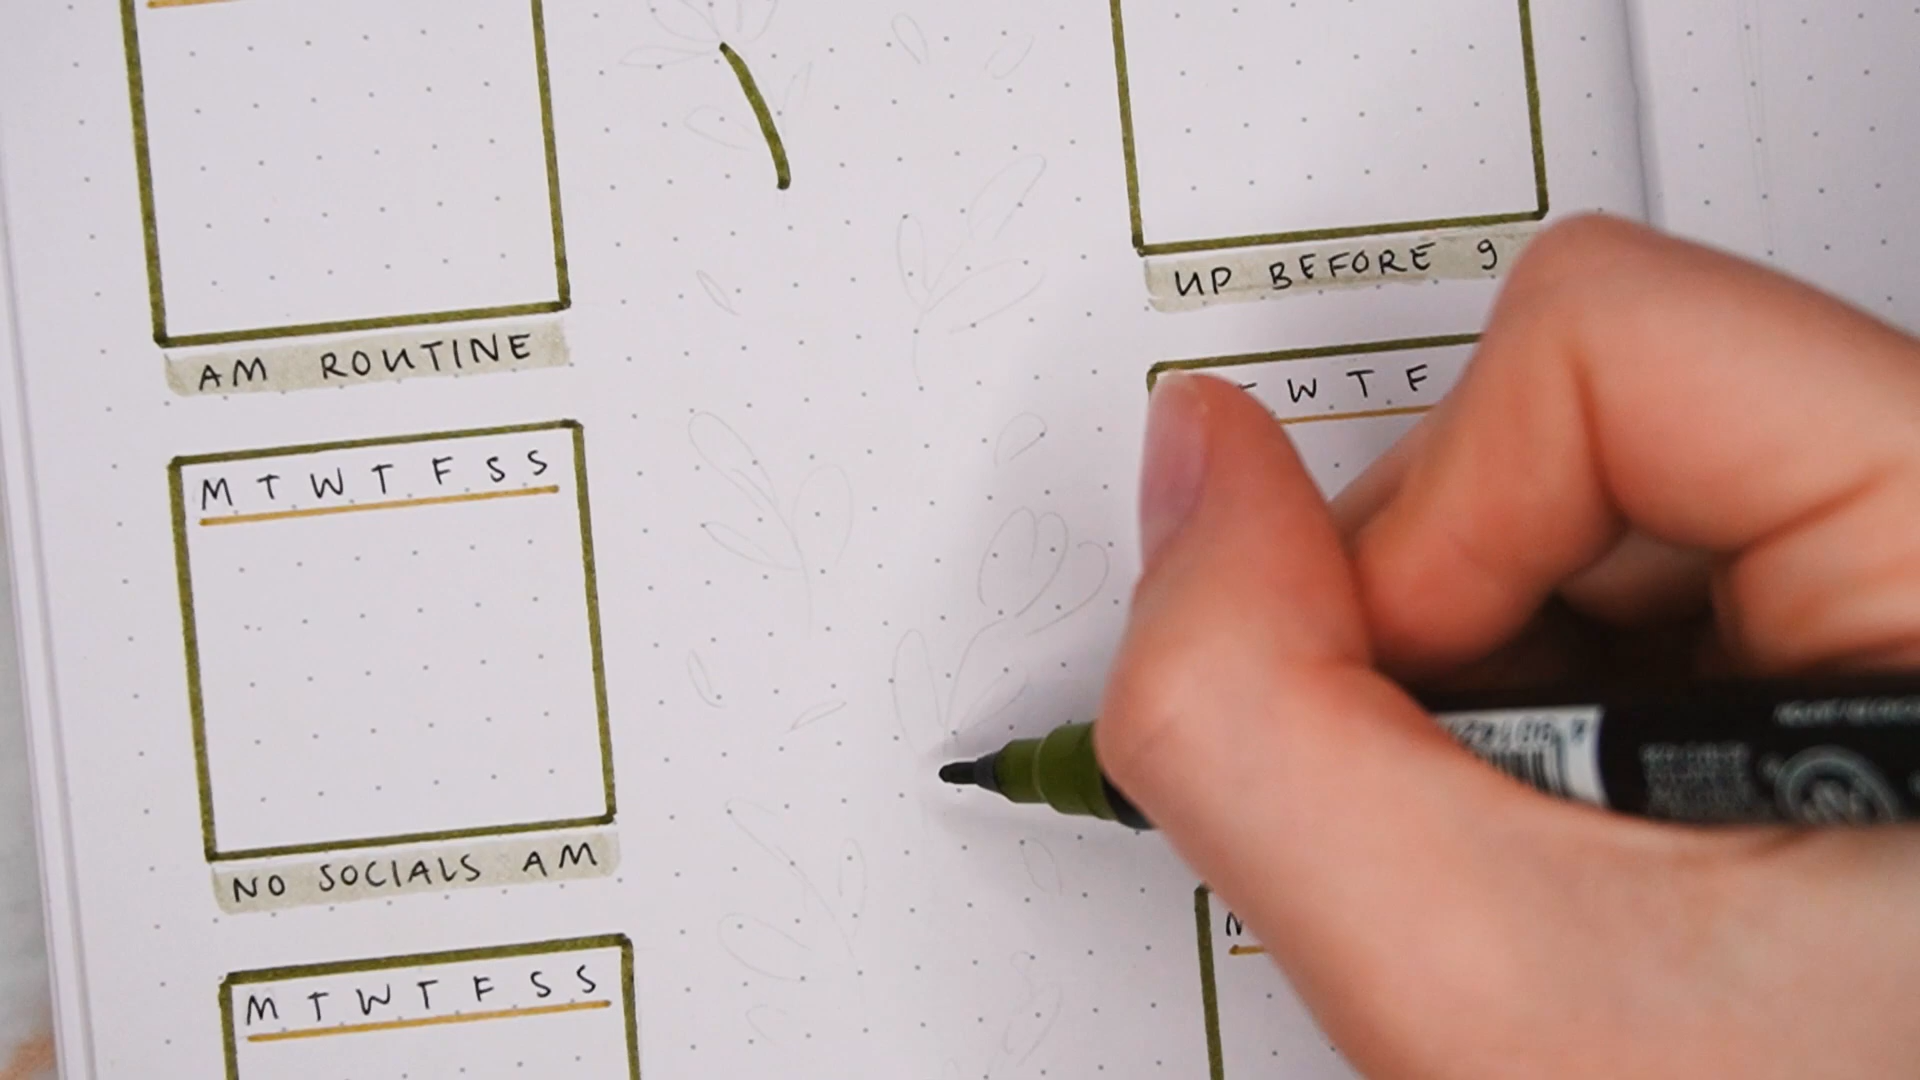 AM ROUTINE
M T W T F S S
NO SOCIALS AM
M T W T F S S
UP BEFORE 9
W T F